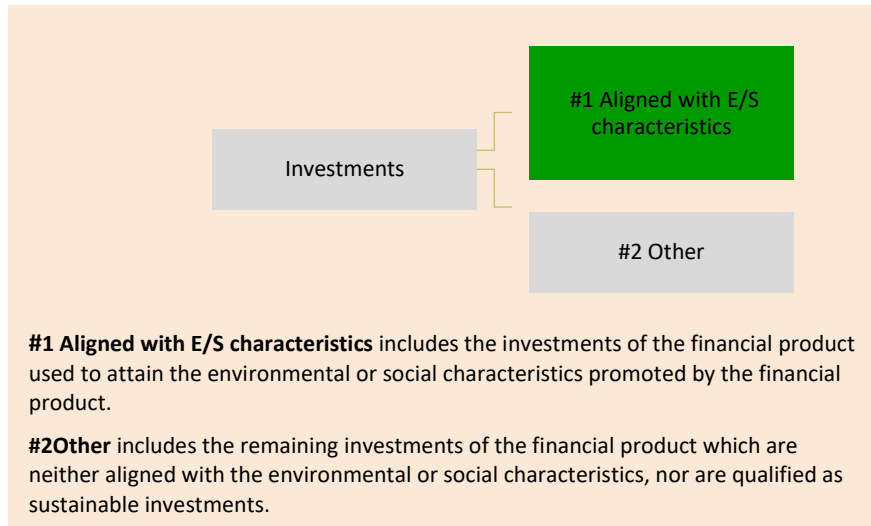 #1 Aligned with E/S
characteristics
Investments
#2 Other
#1 Aligned with E/S characteristics includes the investments of the financial product
used to attain the environmental or social characteristics promoted by the financial
product.
#2Other includes the remaining investments of the financial product which are
neither aligned with the environmental or social characteristics, nor are qualified as
sustainable investments.